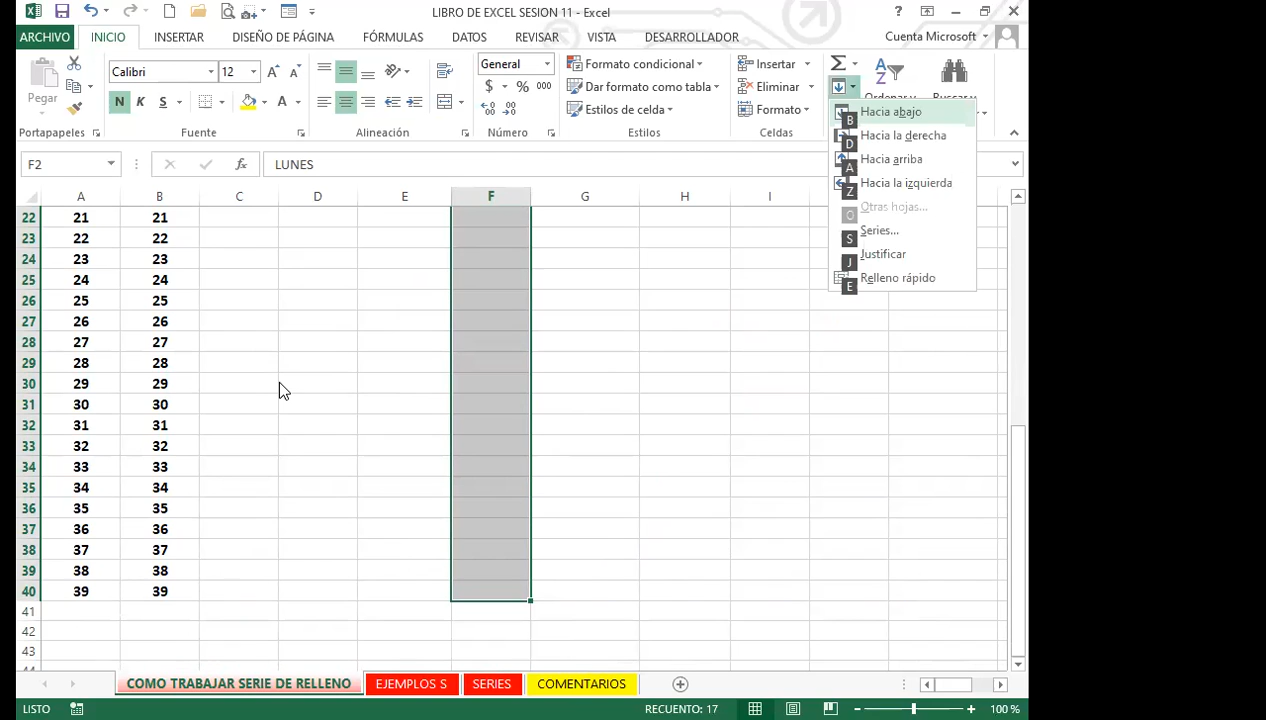 LIBRO DE EXCEL SESION 11 - Excel
?
ARCHIVO INICIO INSERTAR DISEÑO DE PÁGINA FÓRMULAS DATOS REVISAR VISTA DESARROLLADOR Cuenta Microsoft
Pegar
Calibri 12 General
N K S
$ % 000
Formato condicional
Dar formato como tabla
Estilos de celda
Insertar
Eliminar
Formato
Portapapeles Fuente Alineación Número Estilos Celdas
Hacia abajo
B
Hacia la derecha
D
Hacia arriba
A
Hacia la izquierda
Z
Otras hojas...
O
Series...
S
Justificar
J
Relleno rápido
E
F2 fx LUNES
A B C D E F G H I
22 21 21
23 22 22
24 23 23
25 24 24
26 25 25
27 26 26
28 27 27
29 28 28
30 29 29
31 30 30
32 31 31
33 32 32
34 33 33
35 34 34
36 35 35
37 36 36
38 37 37
39 38 38
40 39 39
41
42
43
COMO TRABAJAR SERIE DE RELLENO EJEMPLOS S SERIES COMENTARIOS
LISTO RECUENTO: 17 100 %